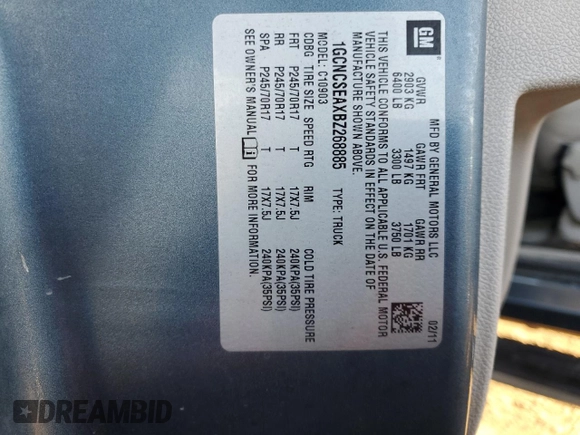 GM
MFD BY GENERAL MOTORS LLC
02/11
GVWR GAWR FRT GAWR RR
2903 KG 1497 KG 1701 KG
6400 LB 3300 LB 3750 LB
THIS VEHICLE CONFORMS TO ALL APPLICABLE U.S. FEDERAL MOTOR
VEHICLE SAFETY STANDARDS IN EFFECT ON THE DATE OF
MANUFACTURE SHOWN ABOVE.
1GCNCSEAXBZ268885 TYPE: TRUCK
MODEL: C10903
CDBG TIRE SIZE SPEED RTG RIM COLD TIRE PRESSURE
FRT P245/70R17 T 17X7.5J 240KPA(35PSI)
RR P245/70R17 T 17X7.5J 240KPA(35PSI)
SPA P245/70R17 T 17X7.5J 240KPA(35PSI)
SEE OWNER'S MANUAL FOR MORE INFORMATION.
DREAMBID